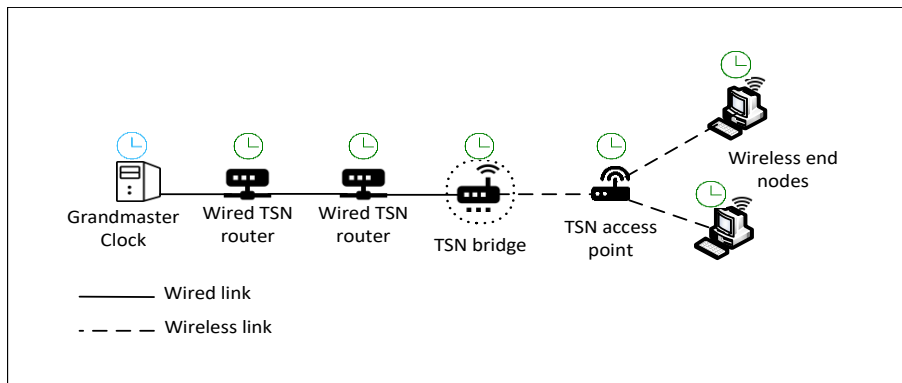 Grandmaster
Clock
Wired TSN
router
Wired TSN
router
TSN bridge
TSN access
point
Wireless end
nodes
Wired link
Wireless link